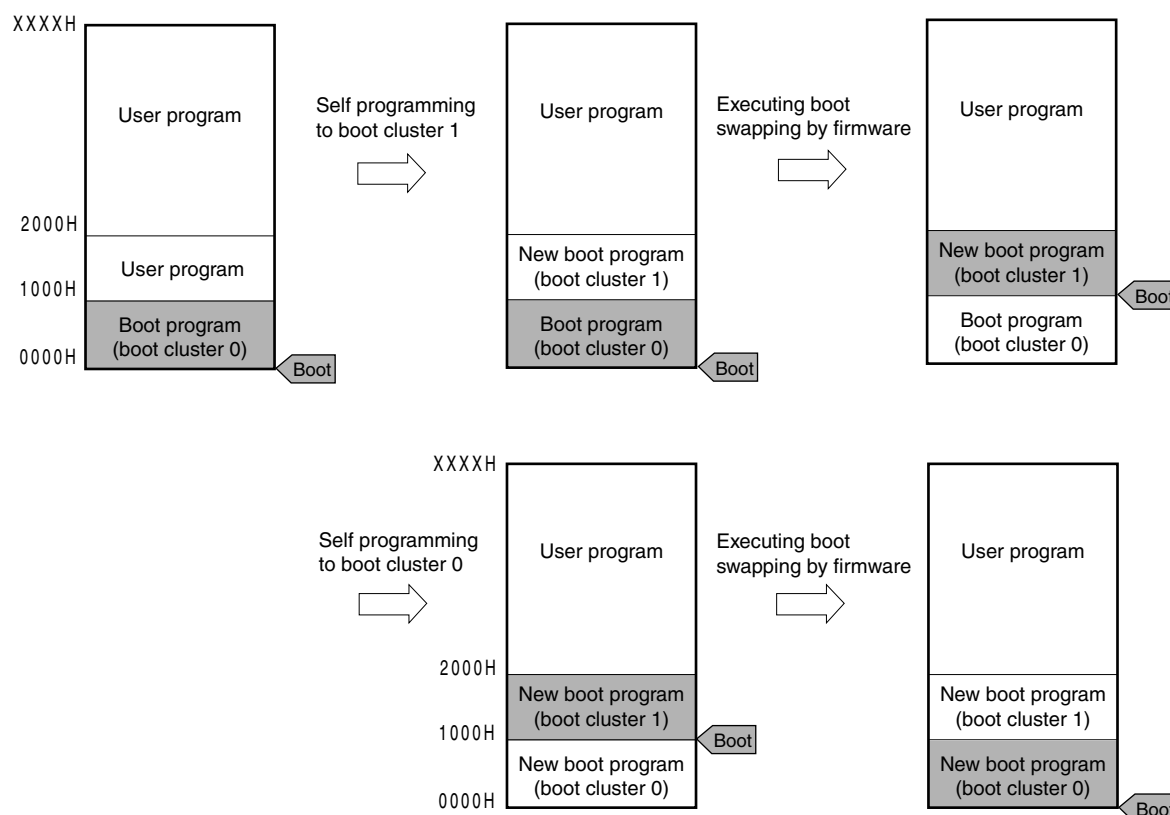 XXXXH
User program
2000H
User program
1000H
Boot program
(boot cluster 0)
0000H
Boot
Self programming
to boot cluster 1
User program
New boot program
(boot cluster 1)
Boot program
(boot cluster 0)
Boot
Executing boot
swapping by firmware
User program
New boot program
(boot cluster 1)
Boot
Boot program
(boot cluster 0)
Self programming
to boot cluster 0
XXXXH
User program
2000H
New boot program
(boot cluster 1)
1000H
Boot
New boot program
(boot cluster 0)
0000H
Executing boot
swapping by firmware
User program
New boot program
(boot cluster 1)
New boot program
(boot cluster 0)
Boot